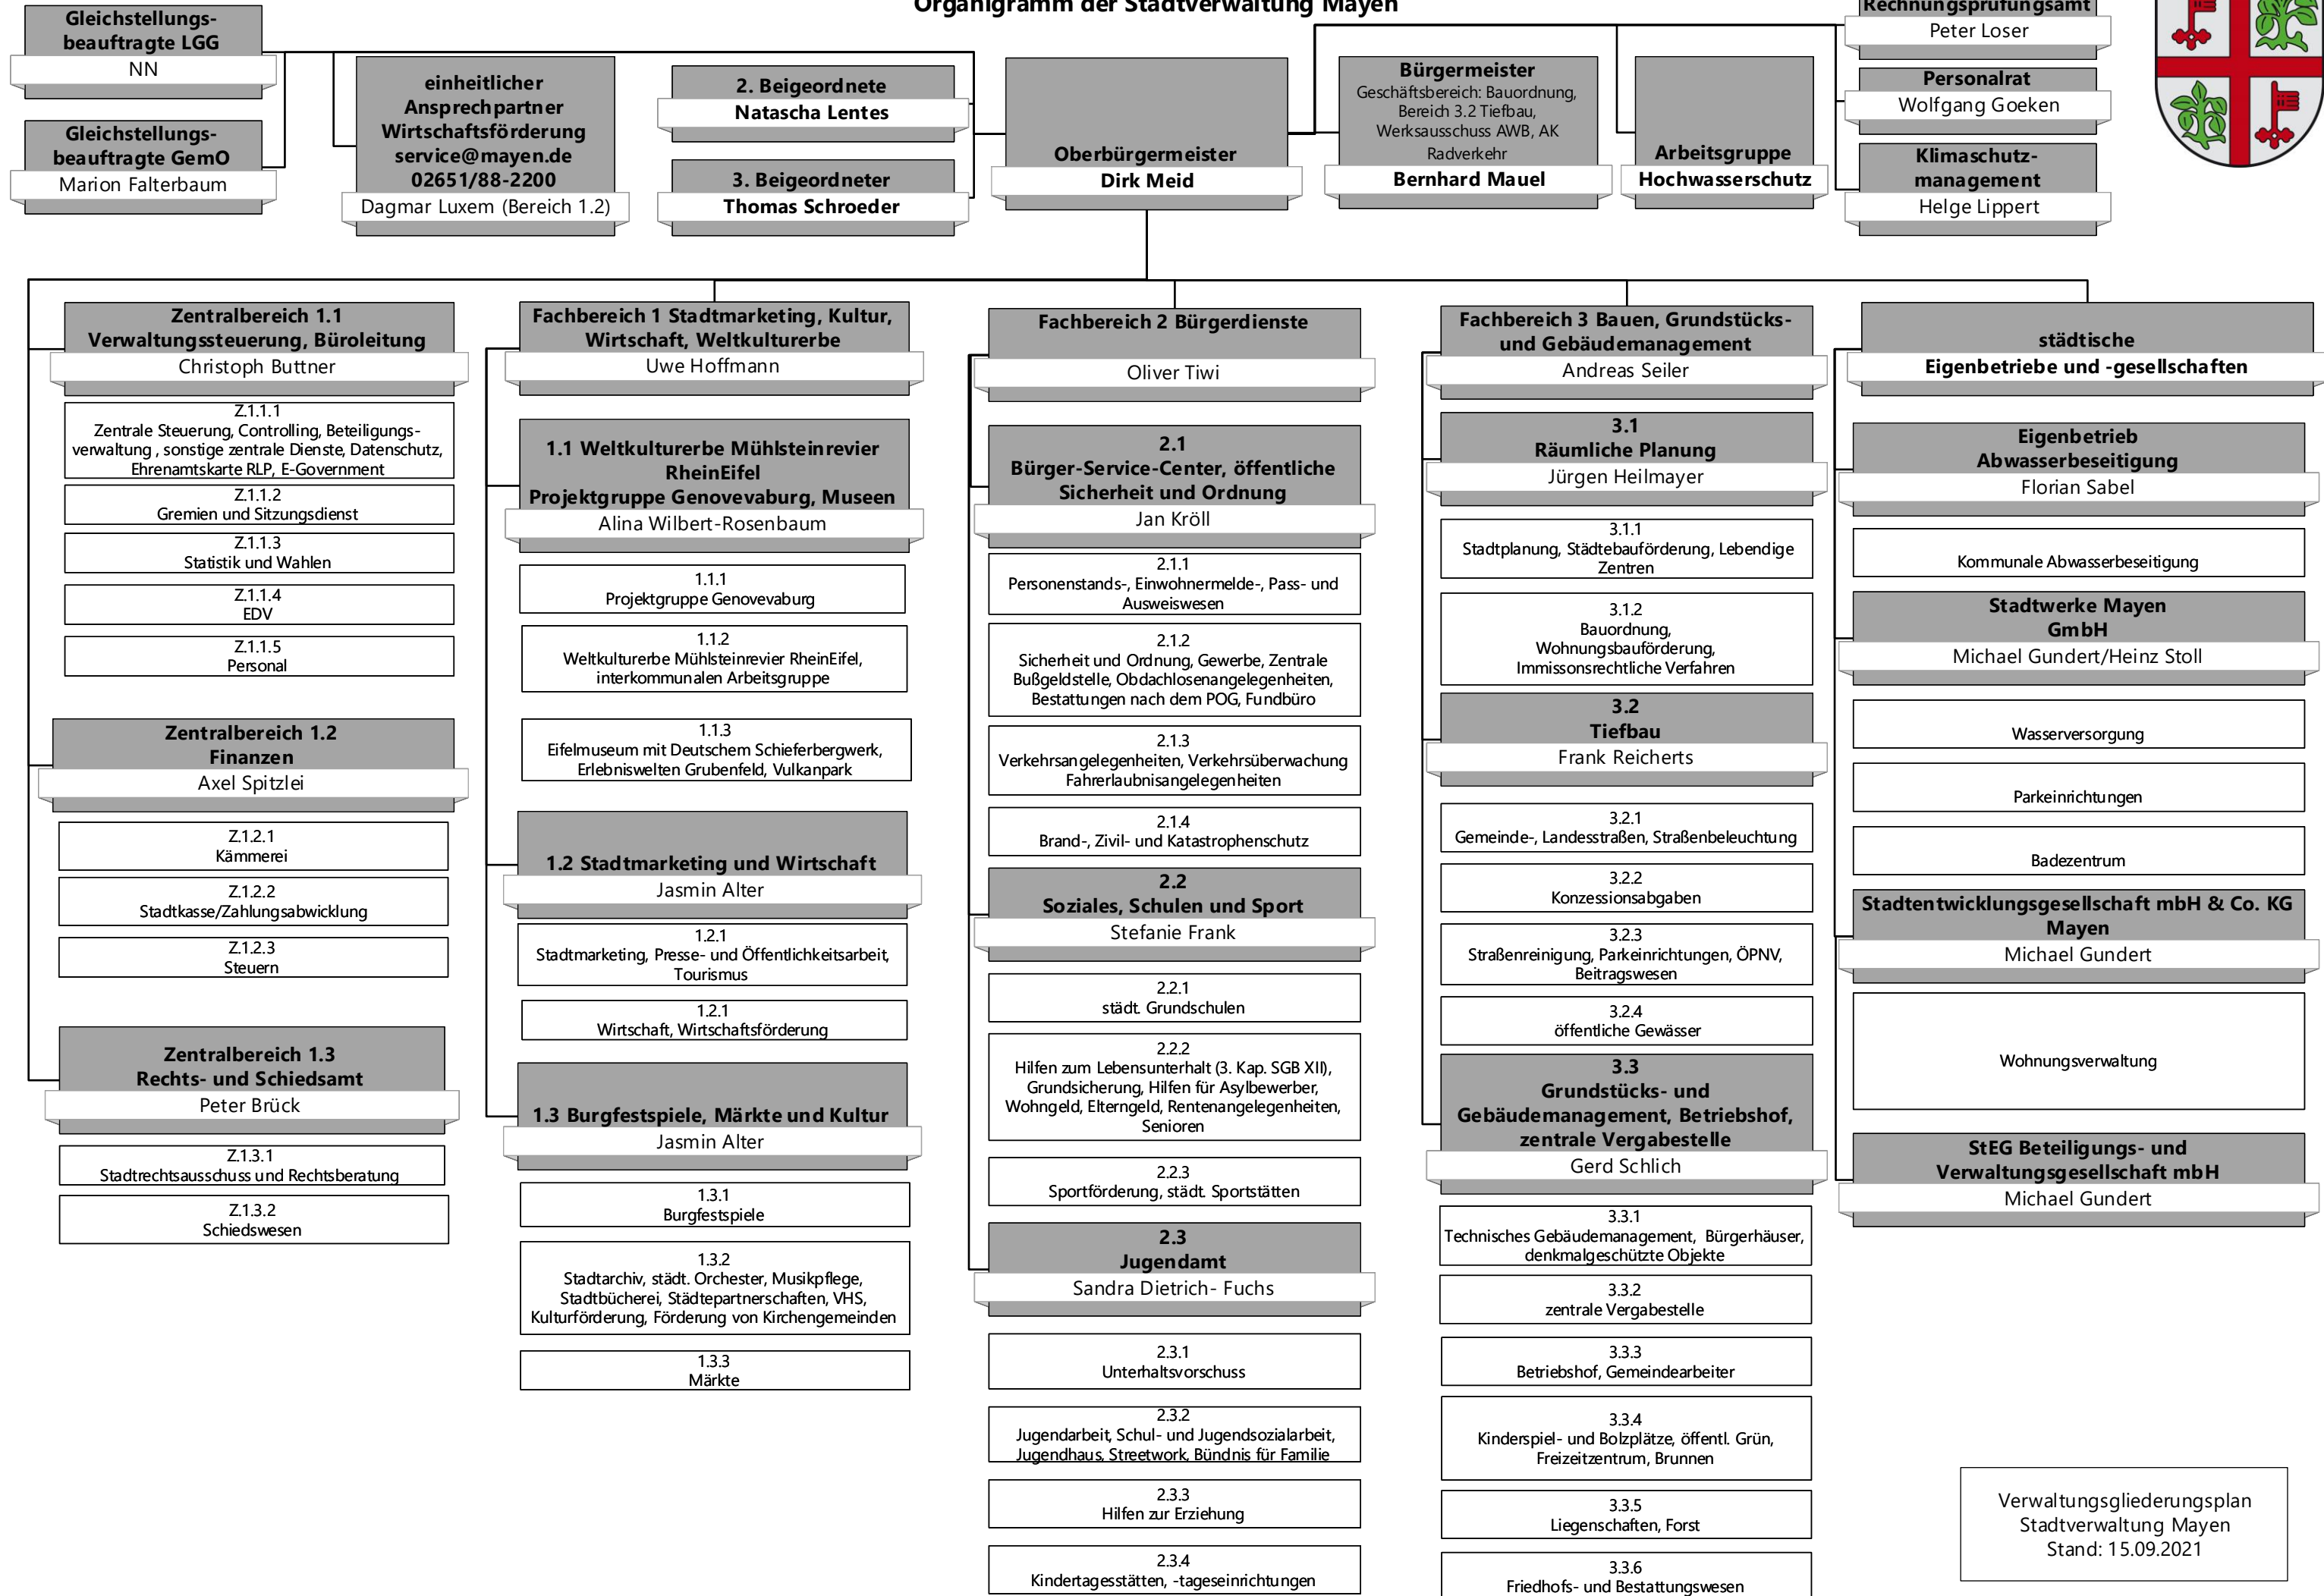 Organigramm der Stadtverwaltung Mayen
Gleichstellungs-
beauftragte LGG
NN
Gleichstellungs-
beauftragte GemO
Marion Falterbaum
einheitlicher
Ansprechpartner
Wirtschaftsförderung
service@mayen.de
02651/88-2200
Dagmar Luxem (Bereich 1.2)
2. Beigeordnete
Natascha Lentes
3. Beigeordneter
Thomas Schroeder
Oberbürgermeister
Dirk Meid
Bürgermeister
Geschäftsbereich: Bauordnung,
Bereich 3.2 Tiefbau,
Werksausschuss AWB, AK
Radverkehr
Bernhard Mauel
Arbeitsgruppe
Hochwasserschutz
Rechnungsprüfungsamt
Peter Loser
Personalrat
Wolfgang Goeken
Klimaschutz-
management
Helge Lippert
Zentralbereich 1.1
Verwaltungssteuerung, Büroleitung
Christoph Buttner
Z.1.1.1
Zentrale Steuerung, Controlling, Beteiligungs-
verwaltung , sonstige zentrale Dienste, Datenschutz,
Ehrenamtskarte RLP, E-Government
Z.1.1.2
Gremien und Sitzungsdienst
Z.1.1.3
Statistik und Wahlen
Z.1.1.4
EDV
Z.1.1.5
Personal
Zentralbereich 1.2
Finanzen
Axel Spitzlei
Z.1.2.1
Kämmerei
Z.1.2.2
Stadtkasse/Zahlungsabwicklung
Z.1.2.3
Steuern
Zentralbereich 1.3
Rechts- und Schiedsamt
Peter Brück
Z.1.3.1
Stadtrechtsausschuss und Rechtsberatung
Z.1.3.2
Schiedswesen
Fachbereich 1 Stadtmarketing, Kultur,
Wirtschaft, Weltkulturerbe
Uwe Hoffmann
1.1 Weltkulturerbe Mühlsteinrevier
RheinEifel
Projektgruppe Genovevaburg, Museen
Alina Wilbert-Rosenbaum
1.1.1
Projektgruppe Genovevaburg
1.1.2
Weltkulturerbe Mühlsteinrevier RheinEifel,
interkommunalen Arbeitsgruppe
1.1.3
Eifelmuseum mit Deutschem Schieferbergwerk,
Erlebniswelten Grubenfeld, Vulkanpark
1.2 Stadtmarketing und Wirtschaft
Jasmin Alter
1.2.1
Stadtmarketing, Presse- und Öffentlichkeitsarbeit,
Tourismus
1.2.1
Wirtschaft, Wirtschaftsförderung
1.3 Burgfestspiele, Märkte und Kultur
Jasmin Alter
1.3.1
Burgfestspiele
1.3.2
Stadtarchiv, städt. Orchester, Musikpflege,
Stadtbücherei, Städtepartnerschaften, VHS,
Kulturförderung, Förderung von Kirchengemeinden
1.3.3
Märkte
Fachbereich 2 Bürgerdienste
Oliver Tiwi
2.1
Bürger-Service-Center, öffentliche
Sicherheit und Ordnung
Jan Kröll
2.1.1
Personenstands-, Einwohnermelde-, Pass- und
Ausweiswesen
2.1.2
Sicherheit und Ordnung, Gewerbe, Zentrale
Bußgeldstelle, Obdachlosenangelegenheiten,
Bestattungen nach dem POG, Fundbüro
2.1.3
Verkehrsangelegenheiten, Verkehrsüberwachung
Fahrerlaubnisangelegenheiten
2.1.4
Brand-, Zivil- und Katastrophenschutz
2.2
Soziales, Schulen und Sport
Stefanie Frank
2.2.1
städt. Grundschulen
2.2.2
Hilfen zum Lebensunterhalt (3. Kap. SGB XII),
Grundsicherung, Hilfen für Asylbewerber,
Wohngeld, Elterngeld, Rentenangelegenheiten,
Senioren
2.2.3
Sportförderung, städt. Sportstätten
2.3
Jugendamt
Sandra Dietrich- Fuchs
2.3.1
Unterhaltsvorschuss
2.3.2
Jugendarbeit, Schul- und Jugendsozialarbeit,
Jugendhaus, Streetwork, Bündnis für Familie
2.3.3
Hilfen zur Erziehung
2.3.4
Kindertagesstätten, -tageseinrichtungen
Fachbereich 3 Bauen, Grundstücks-
und Gebäudemanagement
Andreas Seiler
3.1
Räumliche Planung
Jürgen Heilmayer
3.1.1
Stadtplanung, Städtebauförderung, Lebendige
Zentren
3.1.2
Bauordnung,
Wohnungsbauförderung,
Immissonsrechtliche Verfahren
3.2
Tiefbau
Frank Reicherts
3.2.1
Gemeinde-, Landesstraßen, Straßenbeleuchtung
3.2.2
Konzessionsabgaben
3.2.3
Straßenreinigung, Parkeinrichtungen, ÖPNV,
Beitragswesen
3.2.4
öffentliche Gewässer
3.3
Grundstücks- und
Gebäudemanagement, Betriebshof,
zentrale Vergabestelle
Gerd Schlich
3.3.1
Technisches Gebäudemanagement, Bürgerhäuser,
denkmalgeschützte Objekte
3.3.2
zentrale Vergabestelle
3.3.3
Betriebshof, Gemeindearbeiter
3.3.4
Kinderspiel- und Bolzplätze, öffentl. Grün,
Freizeitzentrum, Brunnen
3.3.5
Liegenschaften, Forst
3.3.6
Friedhofs- und Bestattungswesen
städtische
Eigenbetriebe und -gesellschaften
Eigenbetrieb
Abwasserbeseitigung
Florian Sabel
Kommunale Abwasserbeseitigung
Stadtwerke Mayen
GmbH
Michael Gundert/Heinz Stoll
Wasserversorgung
Parkeinrichtungen
Badezentrum
Stadtentwicklungsgesellschaft mbH & Co. KG
Mayen
Michael Gundert
Wohnungsverwaltung
StEG Beteiligungs- und
Verwaltungsgesellschaft mbH
Michael Gundert
Verwaltungsgliederungsplan
Stadtverwaltung Mayen
Stand: 15.09.2021